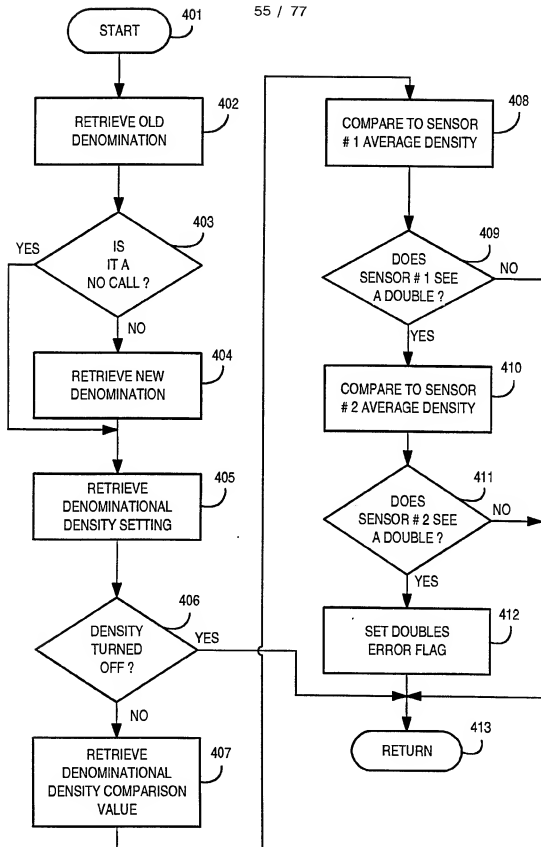 55 / 77
START
401
RETRIEVE OLD
DENOMINATION
402
IS
IT A
NO CALL ?
403
YES
NO
RETRIEVE NEW
DENOMINATION
404
RETRIEVE
DENOMINATIONAL
DENSITY SETTING
405
DENSITY
TURNED
OFF ?
406
YES
NO
RETRIEVE
DENOMINATIONAL
DENSITY COMPARISON
VALUE
407
COMPARE TO SENSOR
# 1 AVERAGE DENSITY
408
DOES
SENSOR # 1 SEE
A DOUBLE ?
409
NO
YES
COMPARE TO SENSOR
# 2 AVERAGE DENSITY
410
DOES
SENSOR # 2 SEE
A DOUBLE ?
411
NO
YES
SET DOUBLES
ERROR FLAG
412
RETURN
413